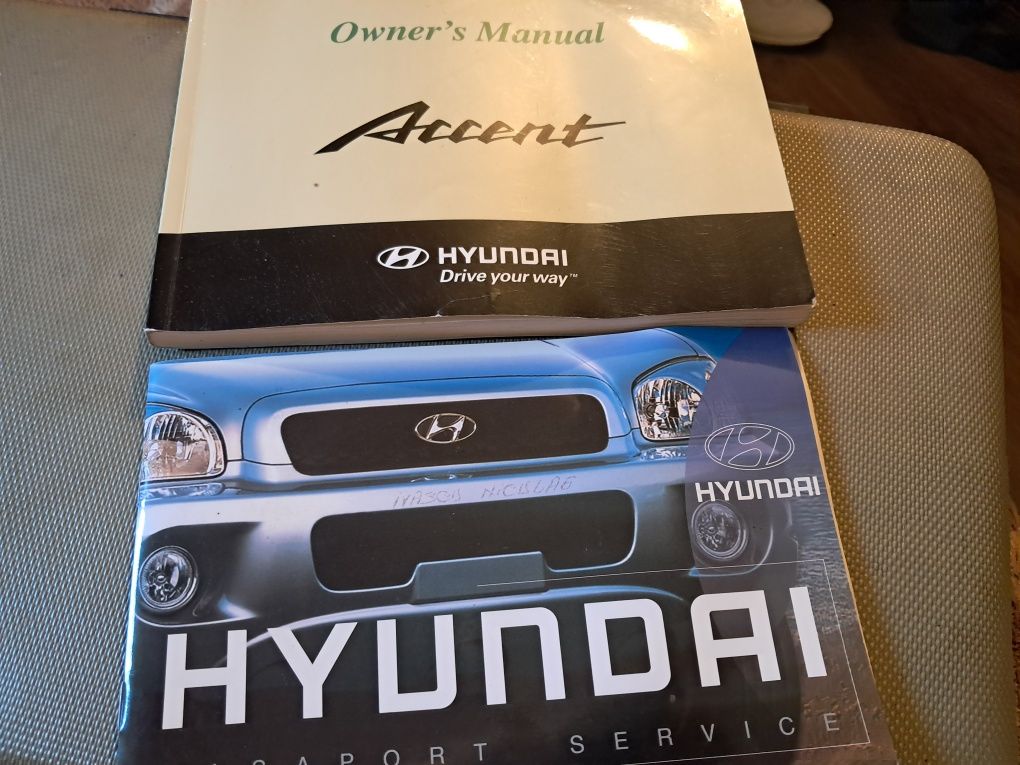 Owner's Manual
Accent
HYUNDAI
Drive your way™
HYUNDAI
HYUNDAI
SERVICE